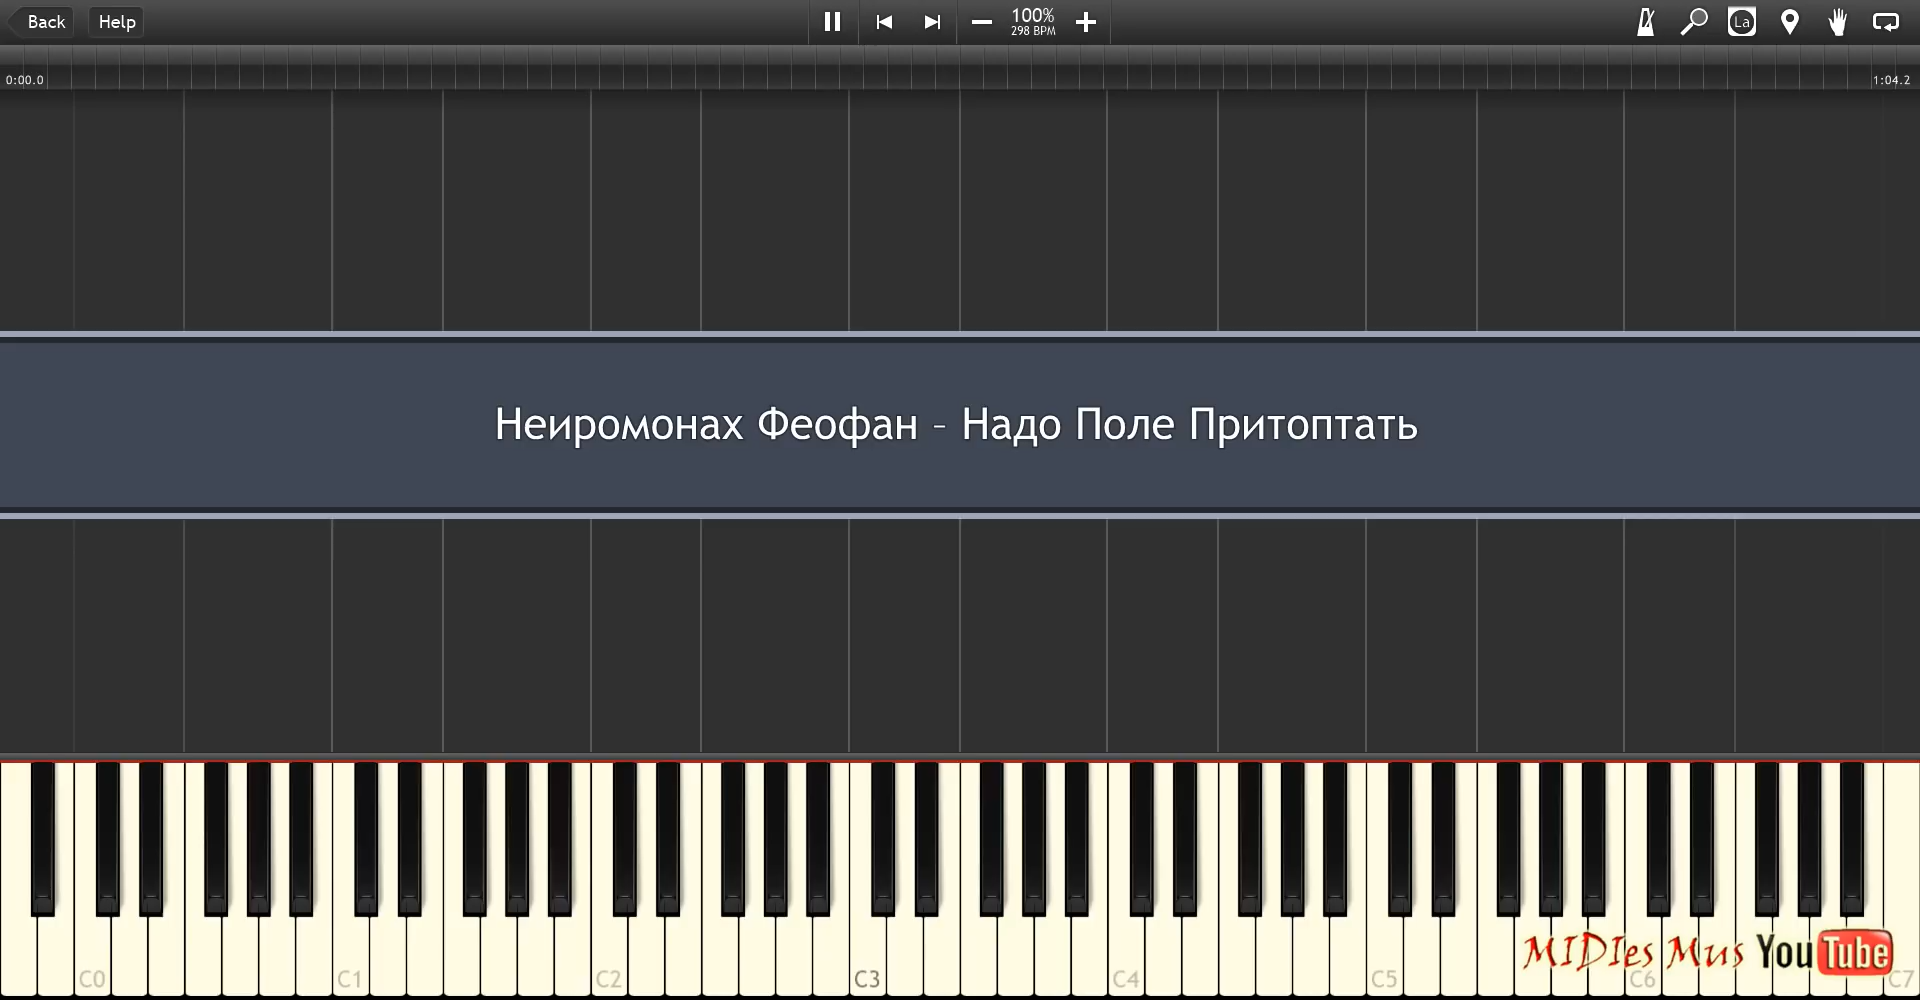 Back
Help
100%
298 BPM
La
0:00.0
1:04.2
Неиромонах Феофан - Надо Поле Притоптать
MIDIes Mus YouTube
C0
C1
C2
C3
C4
C5
C6
C7